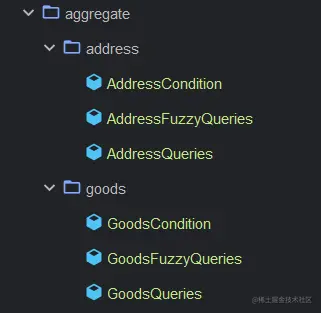 aggregate
address
AddressCondition
AddressFuzzyQueries
AddressQueries
goods
GoodsCondition
GoodsFuzzyQueries
GoodsQueries
@稀土掘金技术社区